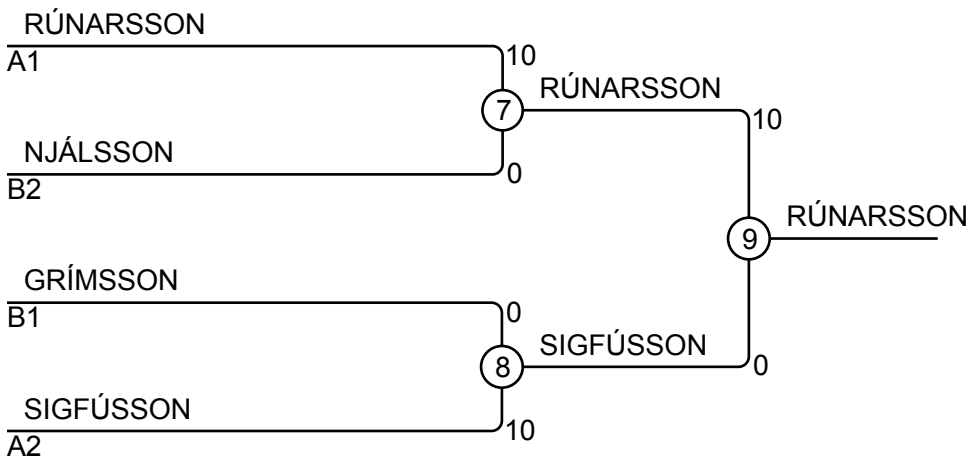 RÚNARSSON
A1
10
7
RÚNARSSON
10
NJÁLSSON
B2
0
9
RÚNARSSON
GRÍMSSON
B1
0
8
SIGFÚSSON
0
SIGFÚSSON
A2
10